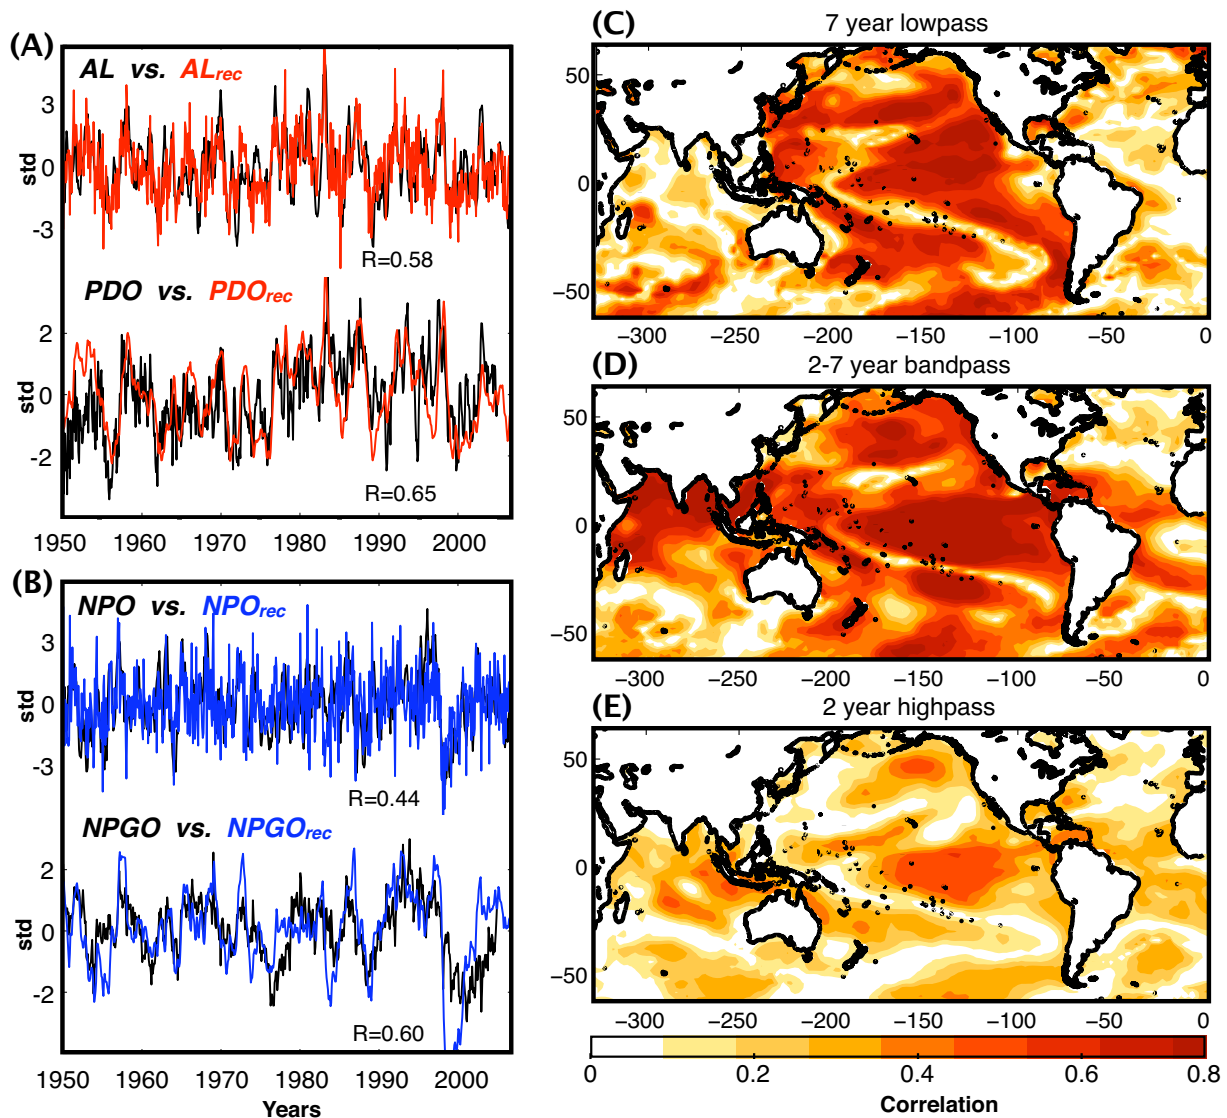 (A)
AL vs. ALrec
std
3
0
-3
R=0.58
PDO vs. PDOrec
std
2
0
-2
R=0.65
1950 1960 1970 1980 1990 2000
(B)
NPO vs. NPOrec
std
3
0
-3
R=0.44
NPGO vs. NPGOrec
std
2
0
-2
R=0.60
1950 1960 1970 1980 1990 2000
Years
(C)
7 year lowpass
50
0
−50
−300 −250 −200 −150 −100 −50 0
(D)
2-7 year bandpass
50
0
−50
−300 −250 −200 −150 −100 −50 0
(E)
2 year highpass
50
0
−50
−300 −250 −200 −150 −100 −50 0
0 0.2 0.4 0.6 0.8
Correlation